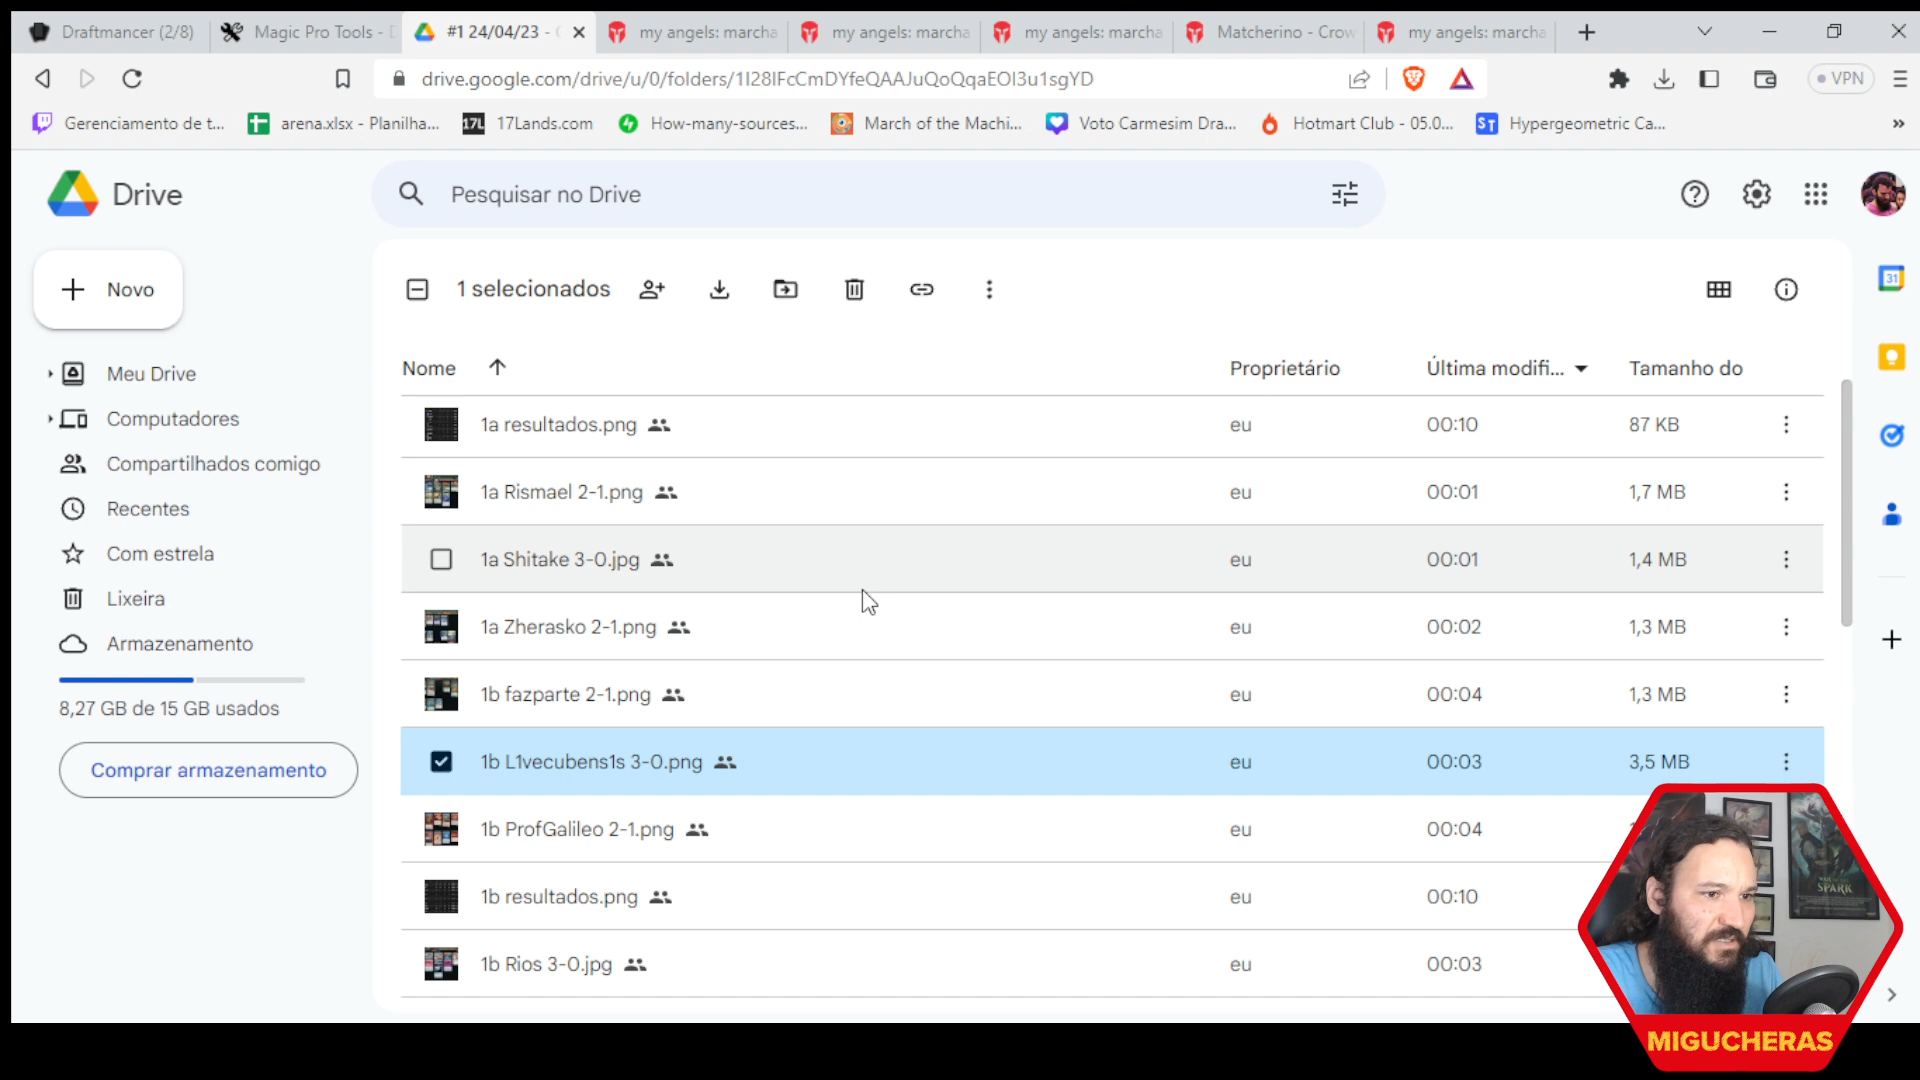 Draftmancer (2/8)
Magic Pro Tools -
#1 24/04/23 -
my angels: marcha
my angels: marcha
my angels: marcha
Matcherino - Crow
my angels: marcha
drive.google.com/drive/u/0/folders/1I28IFcCmDYfeQAAJuQoQqaEOI3u1sgYD
VPN
Gerenciamento de t...
arena.xlsx - Planilha...
17L 17Lands.com
How-many-sources...
March of the Machi...
Voto Carmesim Dra...
Hotmart Club - 05.0...
ST Hypergeometric Ca...
Drive
Pesquisar no Drive
Novo
1 selecionados
31
Meu Drive
Computadores
Compartilhados comigo
Recentes
Com estrela
Lixeira
Armazenamento
8,27 GB de 15 GB usados
Comprar armazenamento
Nome Proprietário Última modifi... Tamanho do
1a resultados.png eu 00:10 87 KB
1a Rismael 2-1.png eu 00:01 1,7 MB
1a Shitake 3-0.jpg eu 00:01 1,4 MB
1a Zherasko 2-1.png eu 00:02 1,3 MB
1b fazparte 2-1.png eu 00:04 1,3 MB
1b L1vecubens1s 3-0.png eu 00:03 3,5 MB
1b ProfGalileo 2-1.png eu 00:04
1b resultados.png eu 00:10
1b Rios 3-0.jpg eu 00:03
SPARK
MIGUCHERAS